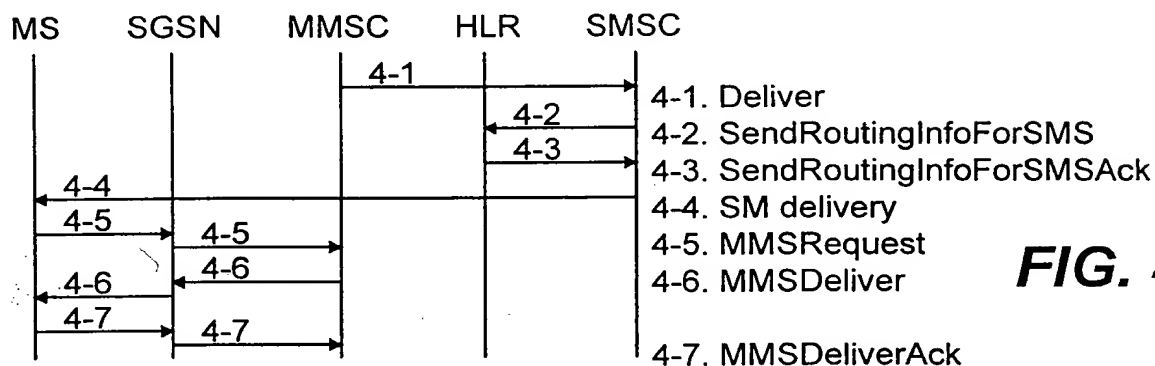 MS SGSN MMSC HLR SMSC
4-1
4-1. Deliver
4-2
4-2. SendRoutingInfoForSMS
4-3
4-3. SendRoutingInfoForSMSAck
4-4
4-4. SM delivery
4-5 4-5
4-5. MMSRequest
4-6 4-6
4-6. MMSDeliver
FIG.
4-7 4-7
4-7. MMSDeliverAck